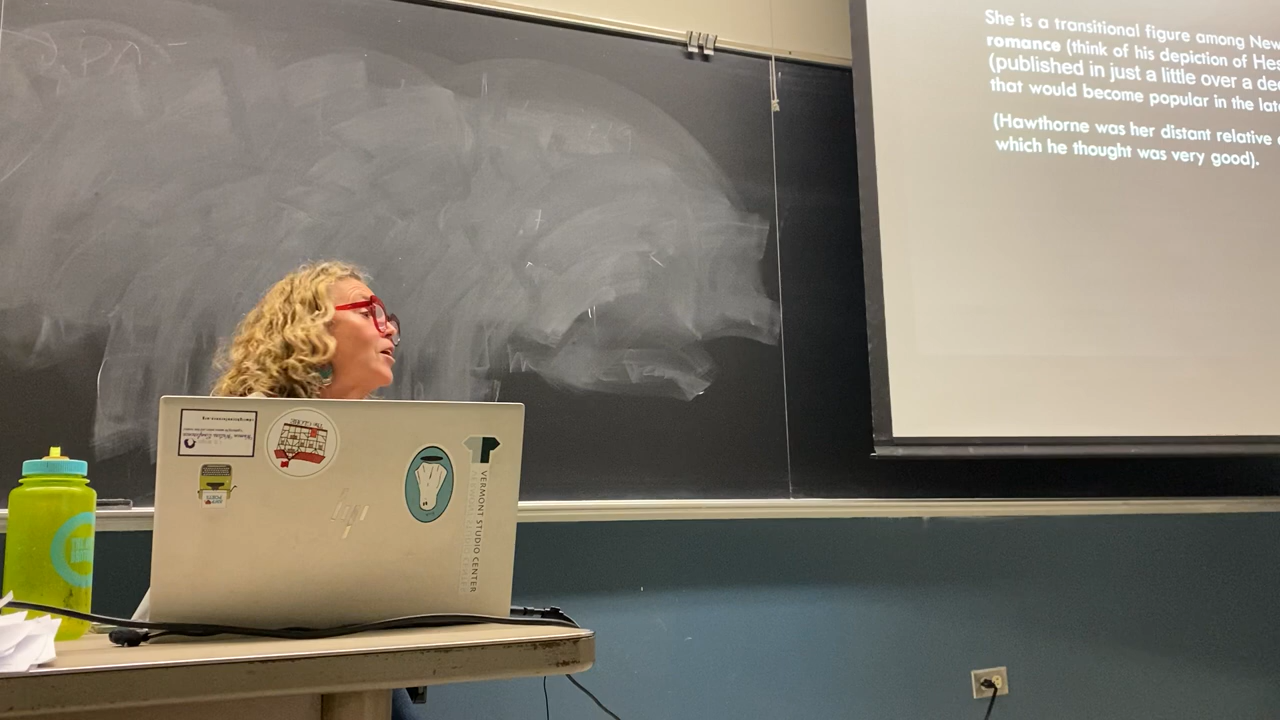 She is a transitional figure among New
romance (think of his depiction of Hes
(published in just a little over a dec
that would become popular in the late
(Hawthorne was her distant relative
which he thought was very good).
VERMONT STUDIO CENTER